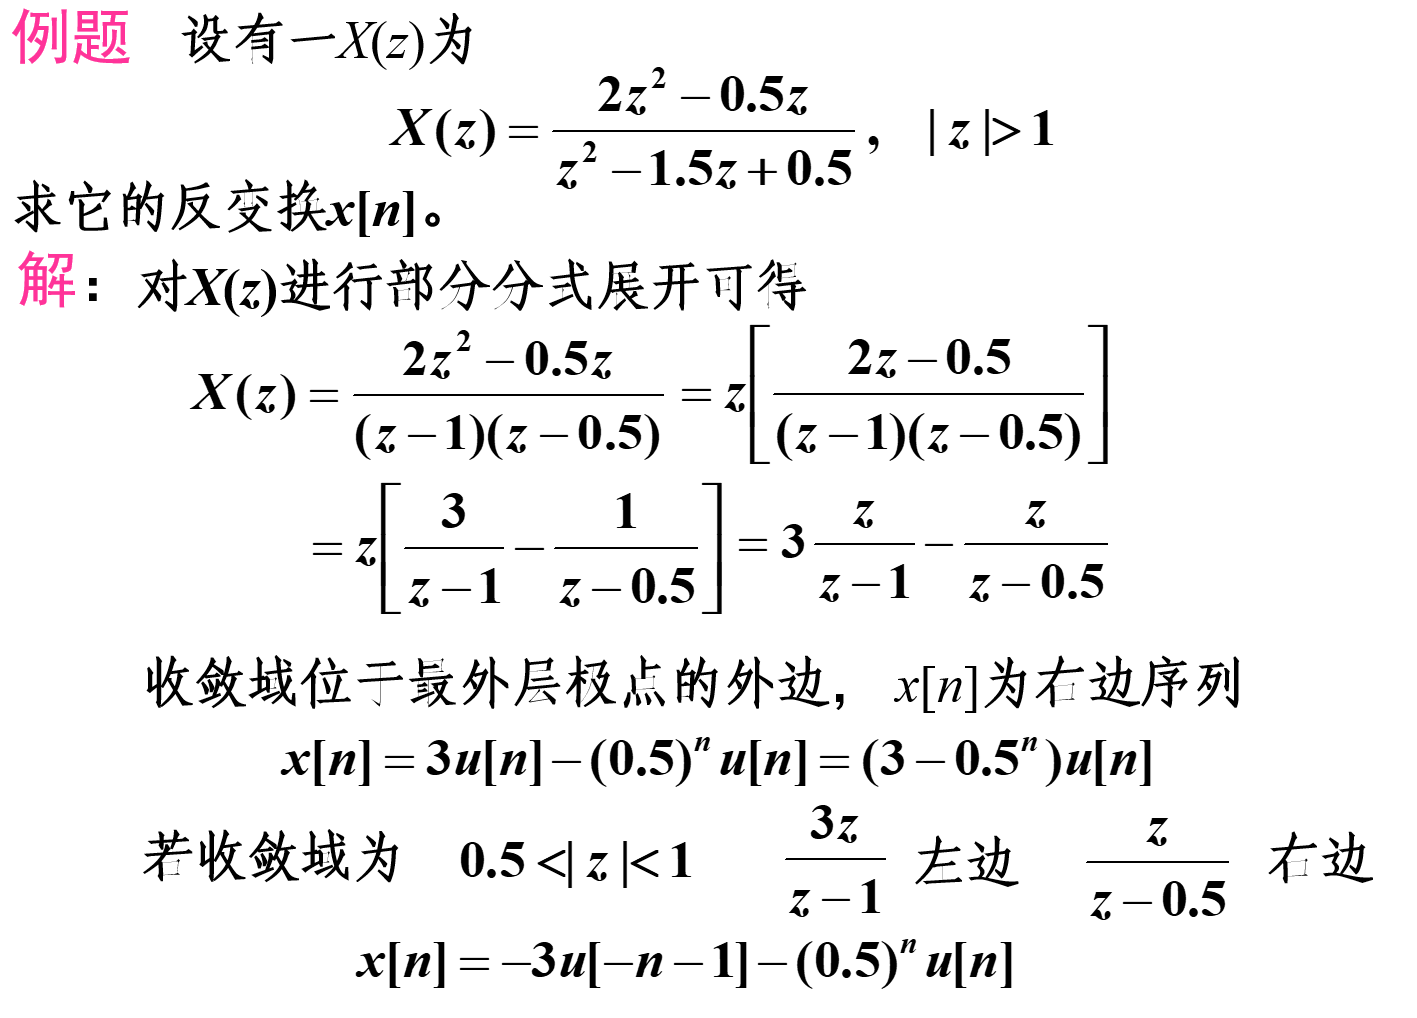 例题 设有一X(z)为
X(z) = \frac{2z^2 - 0.5z}{z^2 - 1.5z + 0.5}, |z| > 1
求它的反变换x[n]。
解：对X(z)进行部分分式展开可得
X(z) = \frac{2z^2 - 0.5z}{(z-1)(z-0.5)} = z\left[\frac{2z - 0.5}{(z-1)(z-0.5)}\right]
= z\left[\frac{3}{z-1} - \frac{1}{z-0.5}\right] = 3\frac{z}{z-1} - \frac{z}{z-0.5}
收敛域位于最外层极点的外边， x[n]为右边序列
x[n] = 3u[n] - (0.5)^n u[n] = (3 - 0.5^n)u[n]
若收敛域为 0.5 <|z|< 1 \frac{3z}{z-1} 左边 \frac{z}{z-0.5} 右边
x[n] = -3u[-n-1] - (0.5)^n u[n]